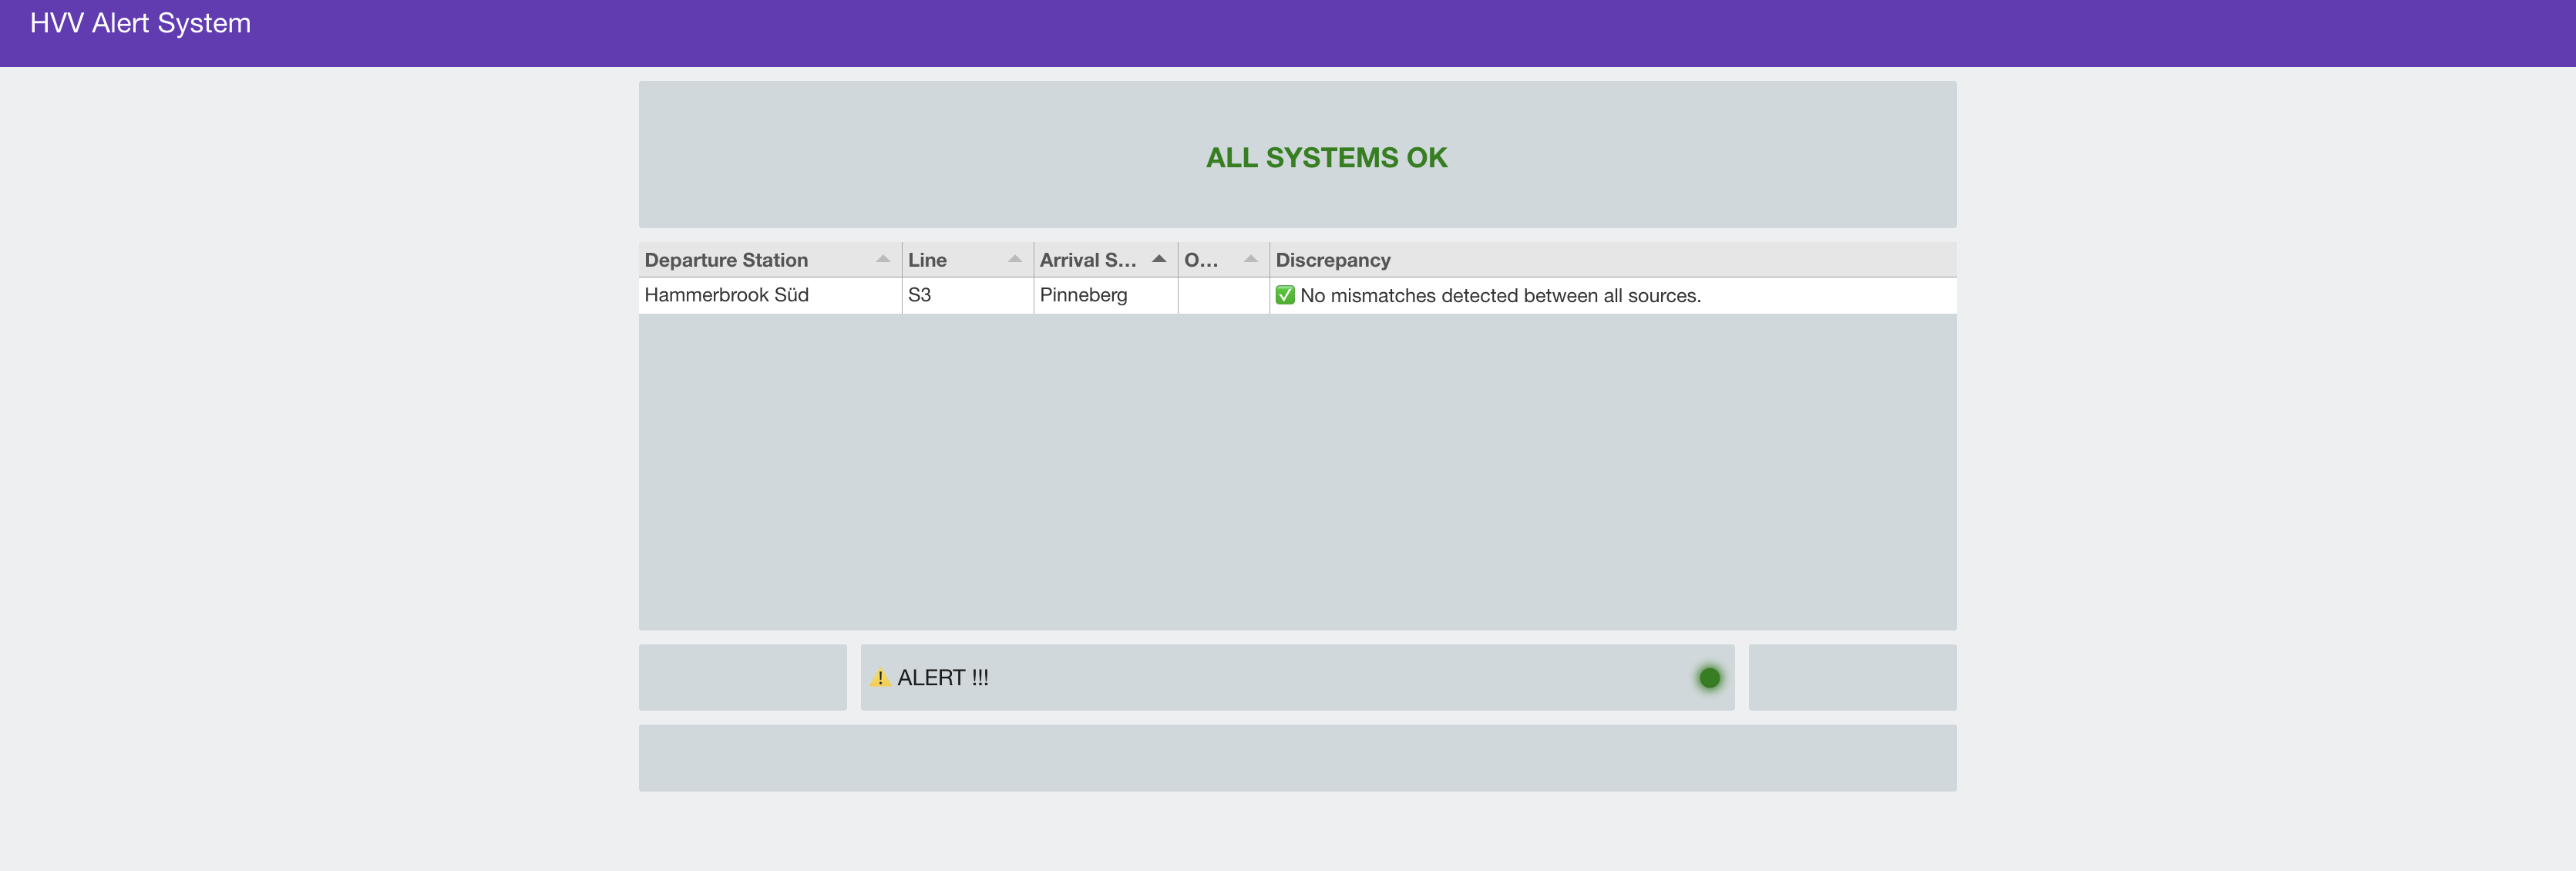 HVV Alert System
ALL SYSTEMS OK
Departure Station Line Arrival S... O... Discrepancy
Hammerbrook Süd S3 Pinneberg ✅ No mismatches detected between all sources.
⚠️ ALERT !!!